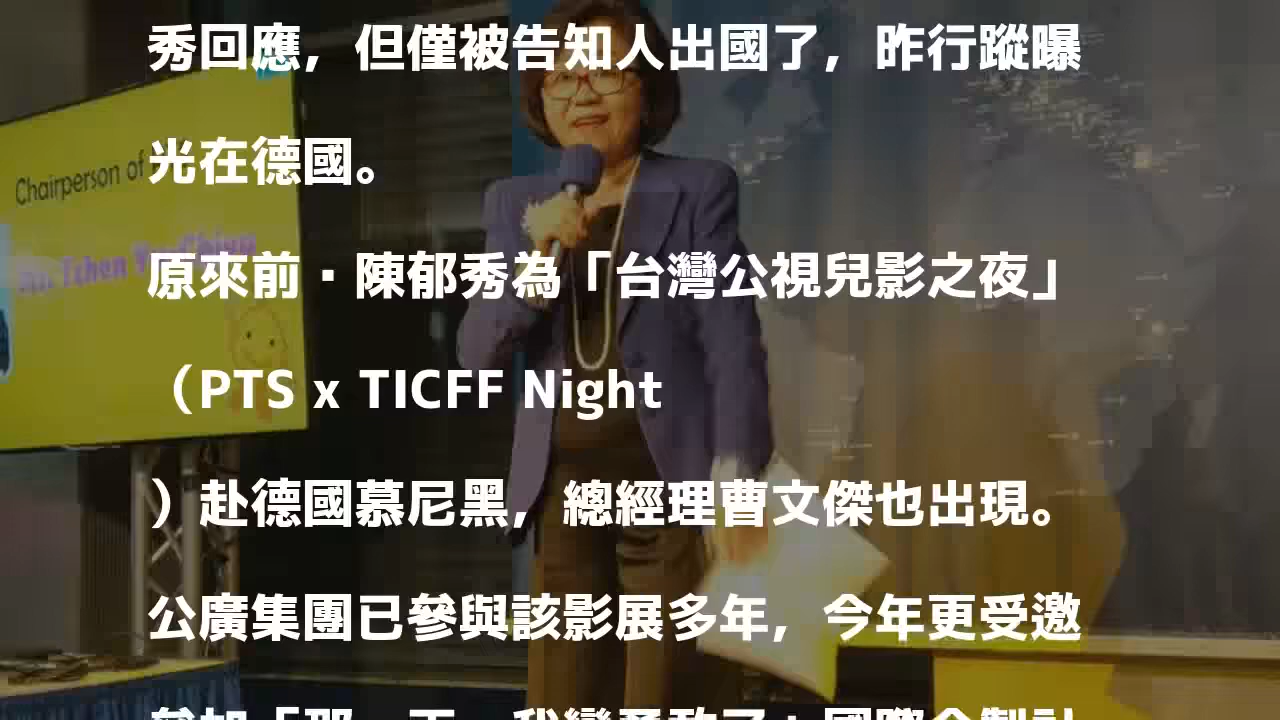 秀回應，但僅被告知人出國了，昨行蹤曝
光在德國。
原來前·陳郁秀為「台灣公視兒影之夜」
（PTS x TICFF Night
）赴德國慕尼黑，總經理曹文傑也出現。
公廣集團已參與該影展多年，今年更受邀
Chairperson of
Tchen